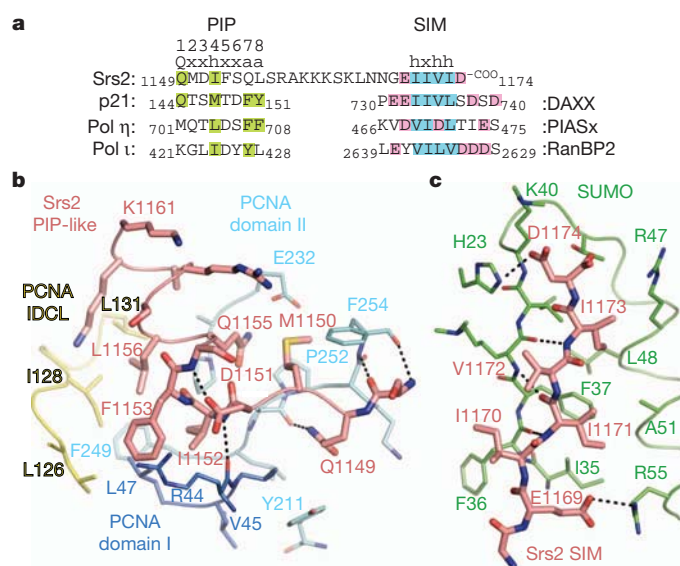 a
PIP SIM
12345678
Qxxhxxaa hxhh
Srs2: 1149QMDIFSQLSRAKKKSKLNNGEIIVID-COO 1174
p21: 144QTSMTDFY151 730PEEIIVLSDSD740 :DAXX
Pol η: 701MQTLDSFF708 466KVDVIDLTIES475 :PIASx
Pol ι: 421KGLIDYYL428 2639LEYVILVDDDS2629 :RanBP2
b
Srs2 PIP-like
K1161
PCNA domain II
E232
PCNA IDCL
L131
F254
Q1155
M1150
L1156
P252
D1151
I128
F1153
F249
I1152
Q1149
L126
L47
R44
Y211
V45
PCNA domain I
c
K40
SUMO
D1174
H23
R47
I1173
V1172
L48
F37
I1170
I1171
A51
I35
F36
R55
E1169
Srs2 SIM